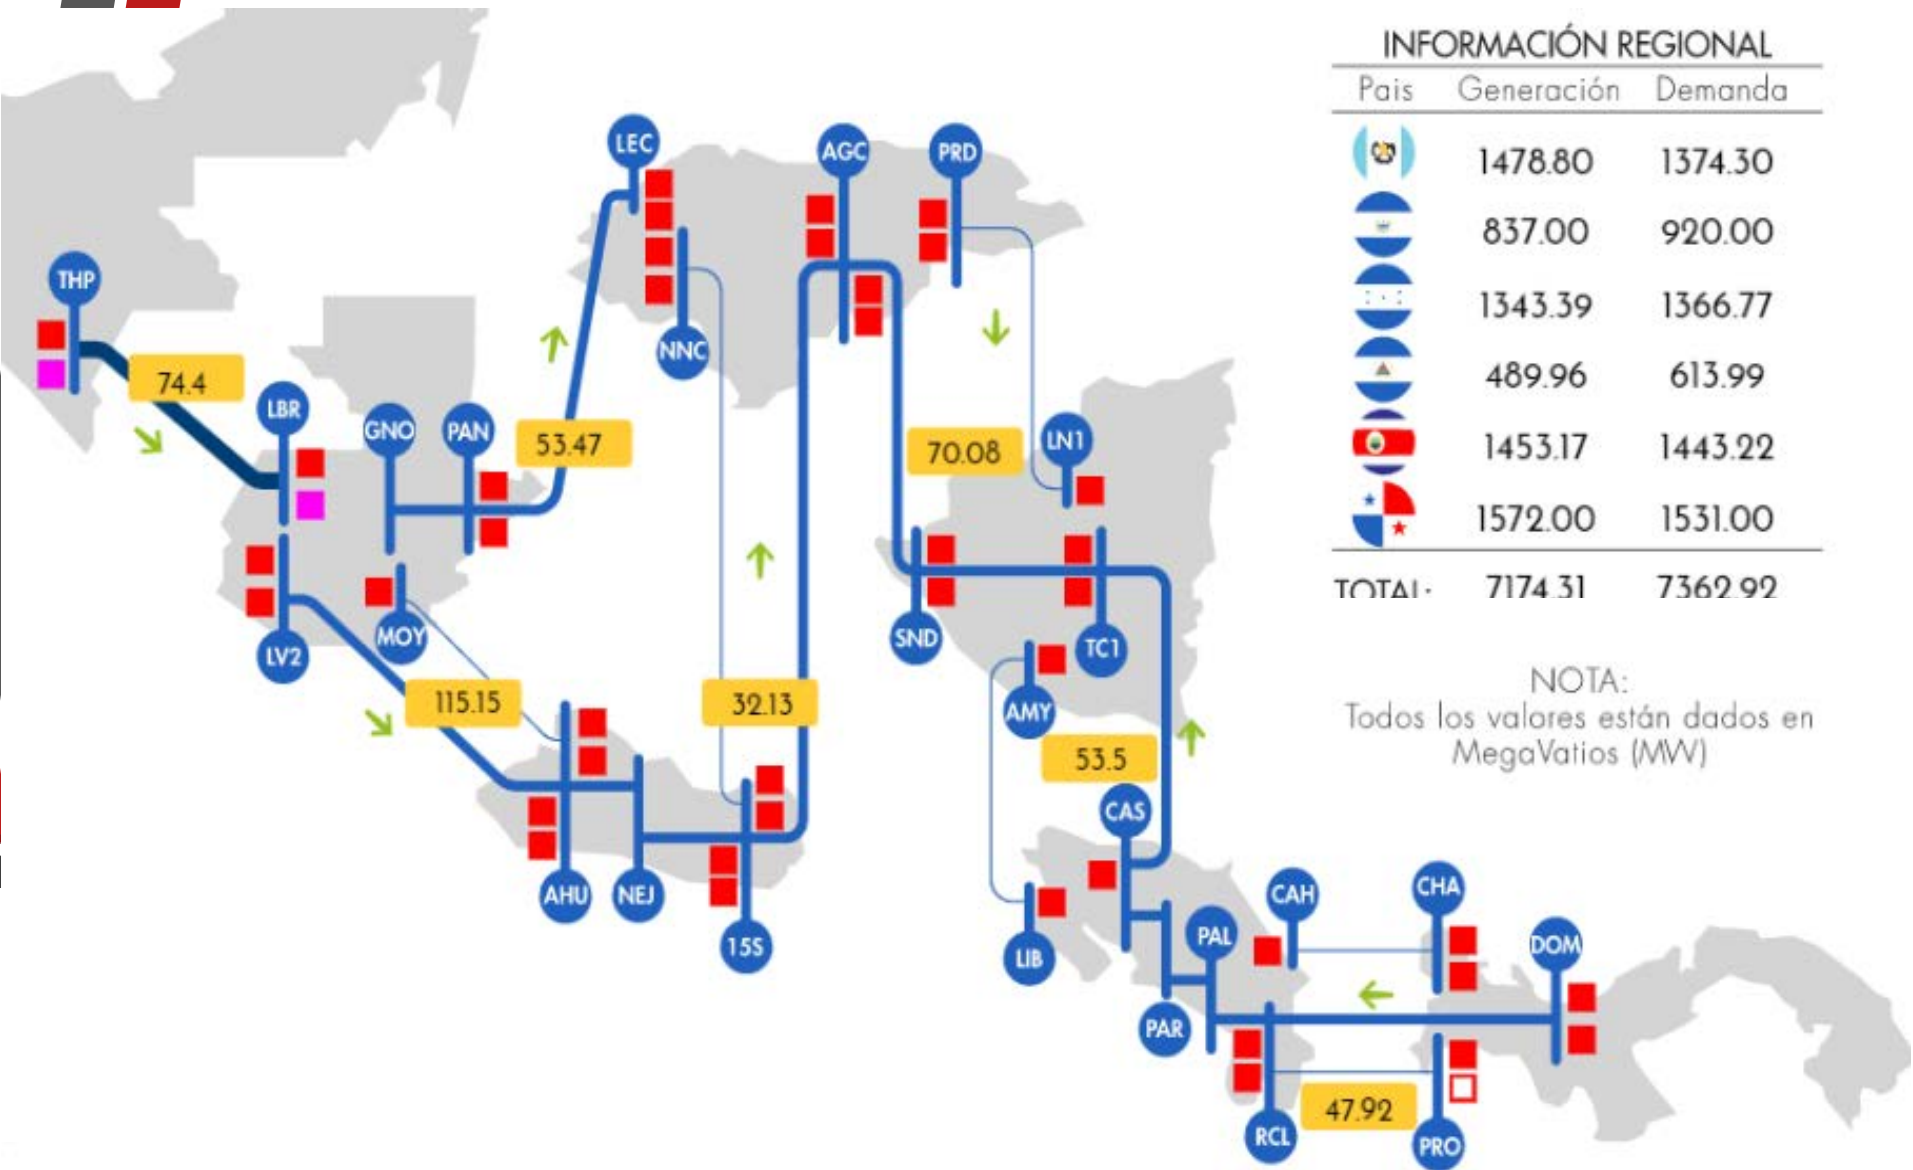 INFORMACIÓN REGIONAL
Pais Generación Demanda
1478.80 1374.30
837.00 920.00
1343.39 1366.77
489.96 613.99
1453.17 1443.22
1572.00 1531.00
TOTAL: 7174.31 7362.92
NOTA:
Todos los valores están dados en
MegaVatios (MW)
LEC
AGC
PRD
THP
NNC
74.4
LBR
GNO
PAN
53.47
70.08
LN1
LV2
MOY
SND
TC1
115.15
32.13
AMY
53.5
CAS
AHU
NEJ
15S
LIB
PAL
CAH
CHA
DOM
PAR
47.92
RCL
PRO